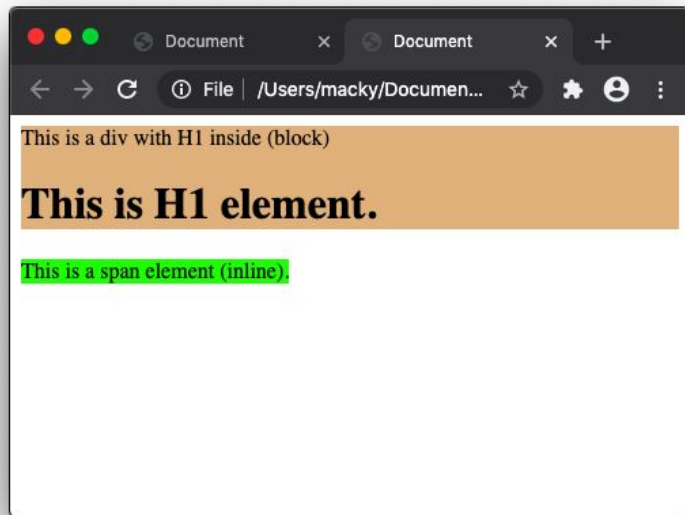 Document
Document
File /Users/macky/Documen...
This is a div with H1 inside (block)
This is H1 element.
This is a span element (inline).